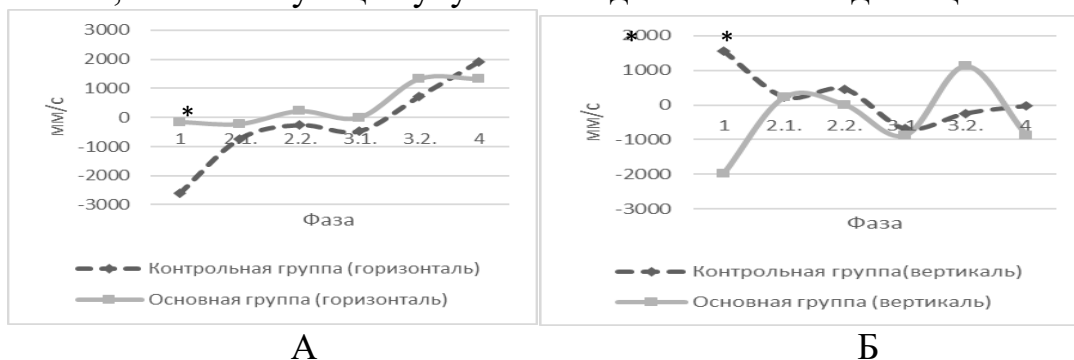 3000
2000
1000
0
-1000
-2000
-3000
мм/с
*
1 2.1. 2.2. 3.1. 3.2. 4
Фаза
Контрольная группа (горизонталь)
Основная группа (горизонталь)
А
2000
1000
0
-1000
-2000
-3000
мм/с
* *
1 2.1. 2.2. 3.1. 3.2. 4
Фаза
Контрольная группа(вертикаль)
Основная группа (вертикаль)
Б